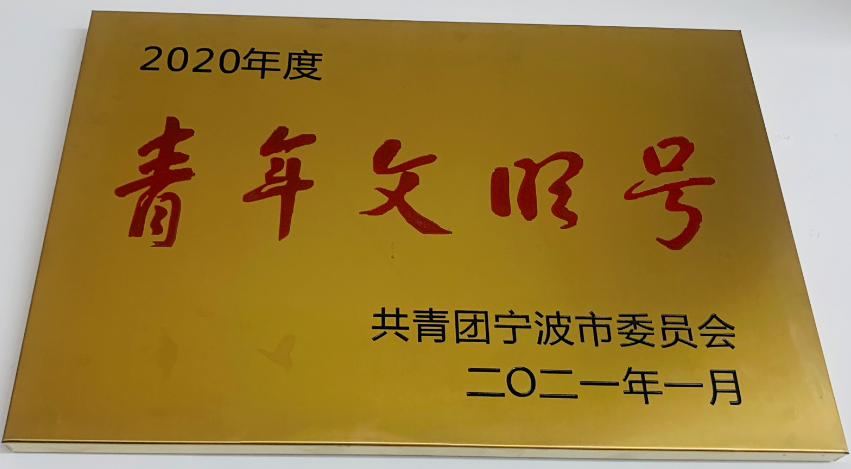 2020年度
青年文明号
共青团宁波市委员会
二〇二一年一月